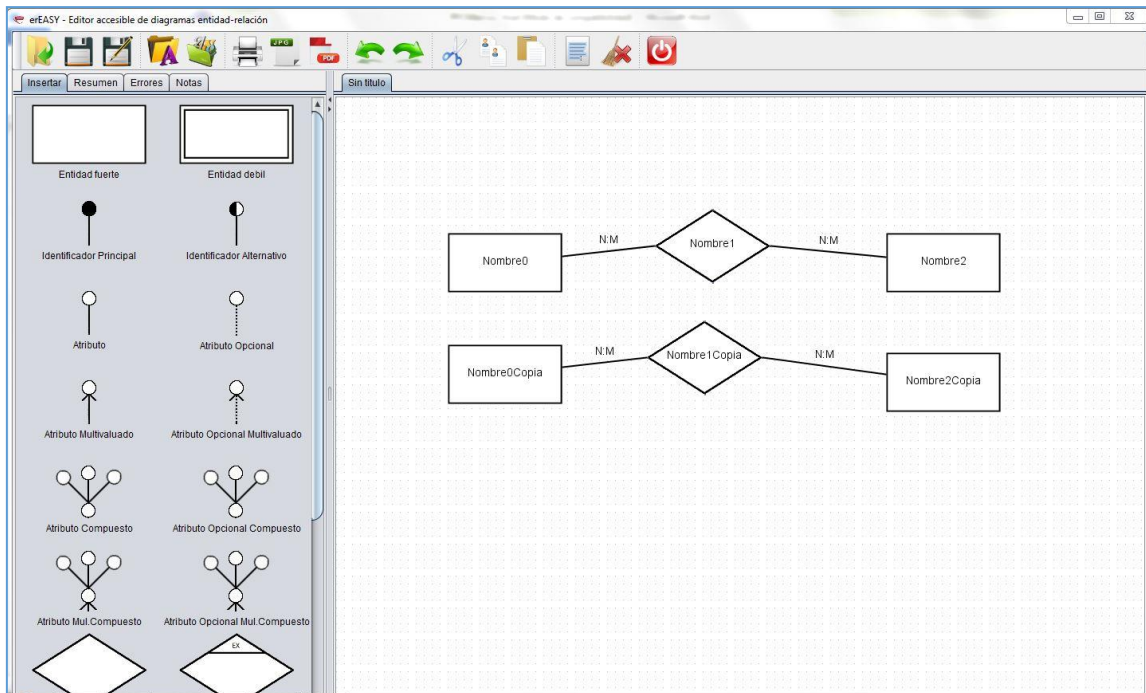 erEASY - Editor accesible de diagramas entidad-relación
JPG
PDF
Insertar Resumen Errores Notas
Sin título
Entidad fuerte Entidad debil
Identificador Principal Identificador Alternativo
Atributo Atributo Opcional
Atributo Multivaluado Atributo Opcional Multivaluado
Atributo Compuesto Atributo Opcional Compuesto
Atributo Mul.Compuesto Atributo Opcional Mul.Compuesto
EX
Nombre0 N:M Nombre1 N:M Nombre2
Nombre0Copia N:M Nombre1Copia N:M Nombre2Copia